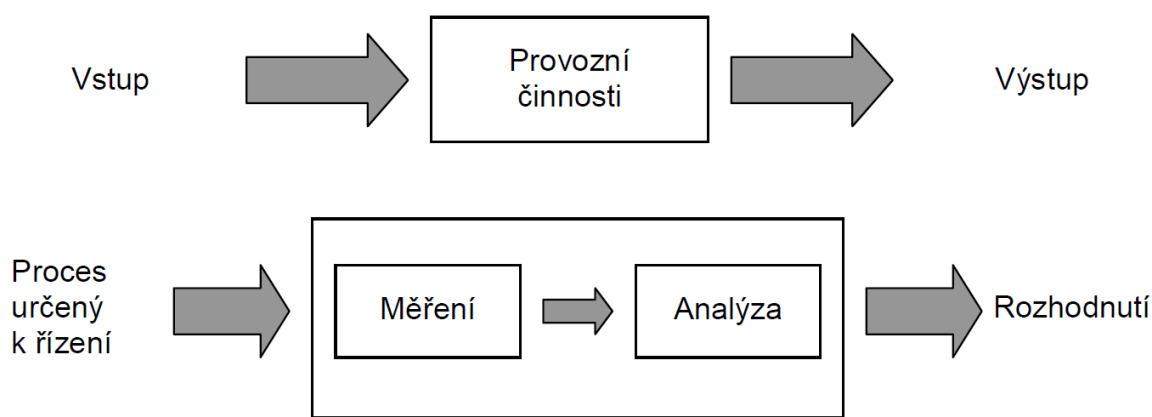 Vstup
Provozní
činnosti
Výstup
Proces
určený
k řízení
Měření
Analýza
Rozhodnutí